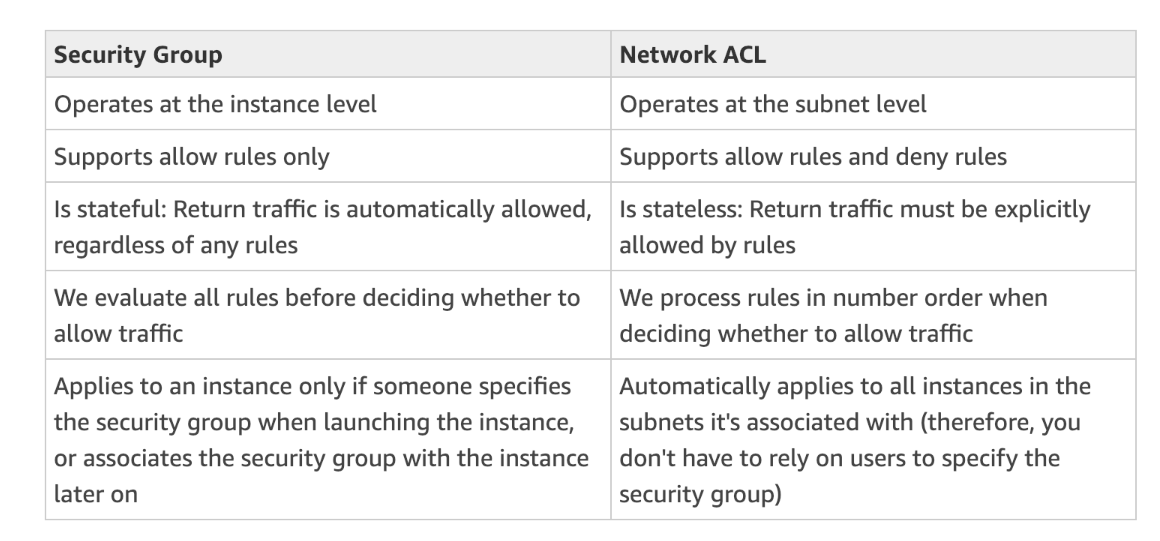 Security Group
Network ACL
Operates at the instance level
Operates at the subnet level
Supports allow rules only
Supports allow rules and deny rules
Is stateful: Return traffic is automatically allowed,
regardless of any rules
Is stateless: Return traffic must be explicitly
allowed by rules
We evaluate all rules before deciding whether to
allow traffic
We process rules in number order when
deciding whether to allow traffic
Applies to an instance only if someone specifies
the security group when launching the instance,
or associates the security group with the instance
later on
Automatically applies to all instances in the
subnets it's associated with (therefore, you
don't have to rely on users to specify the
security group)